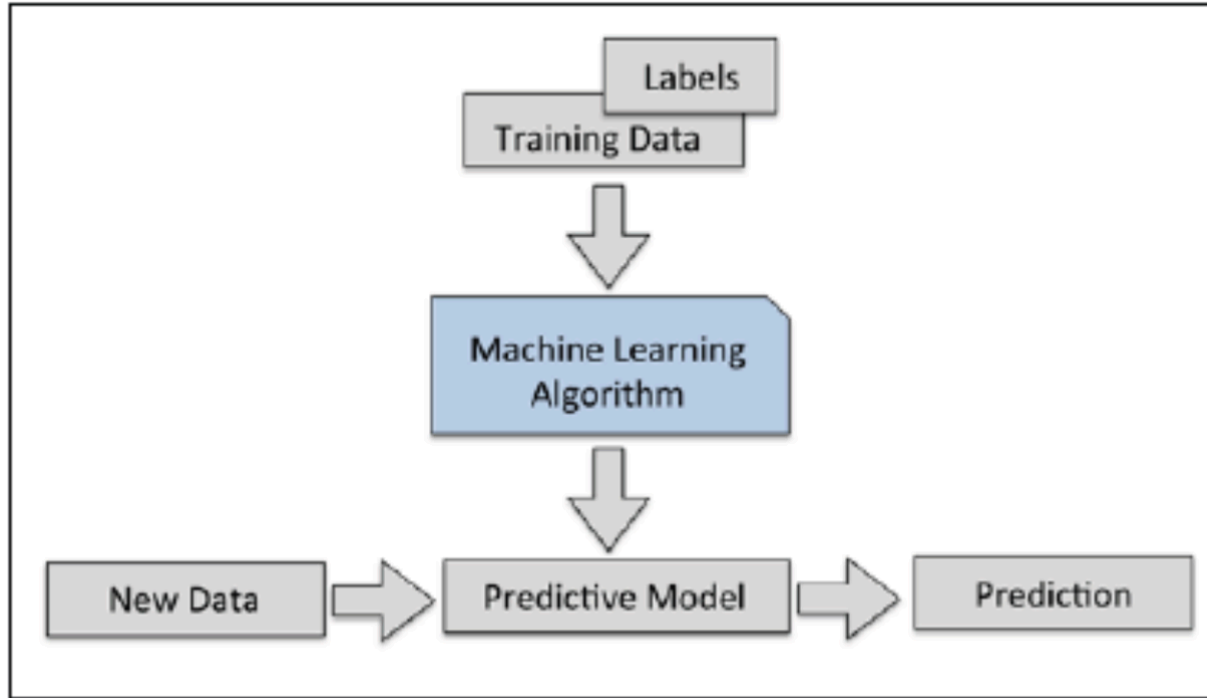 Labels
Training Data
Machine Learning
Algorithm
New Data
Predictive Model
Prediction